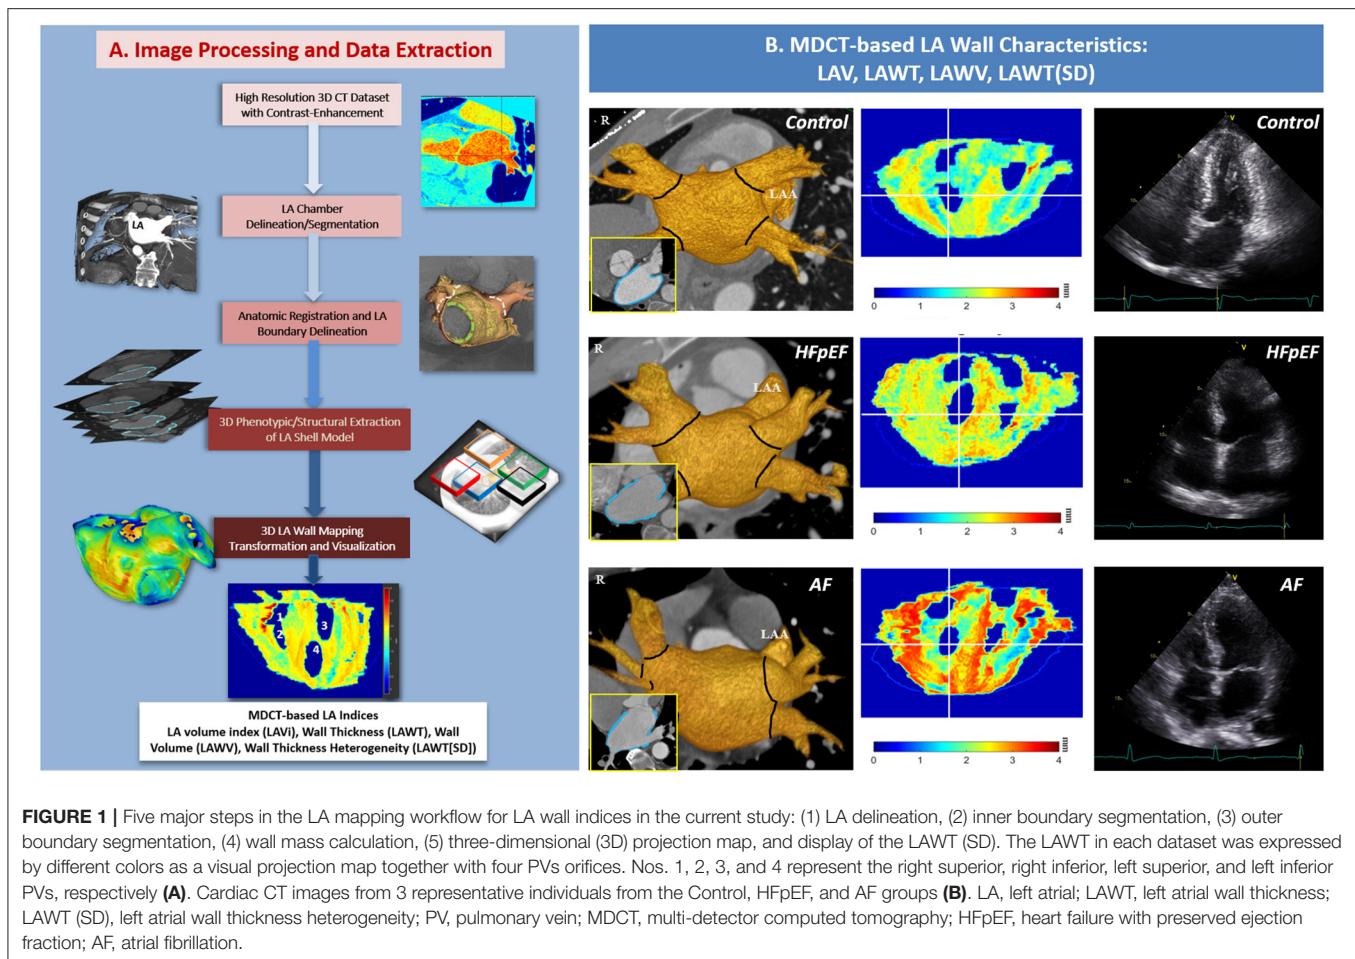 A. Image Processing and Data Extraction
High Resolution 3D CT Dataset
with Contrast-Enhancement
LA Chamber
Delineation/Segmentation
LA
Anatomic Registration and LA
Boundary Delineation
3D Phenotypic/Structural Extraction
of LA Shell Model
3D LA Wall Mapping
Transformation and Visualization
1
2
3
4
MDCT-based LA Indices
LA volume index (LAVi), Wall Thickness (LAWT), Wall
Volume (LAWV), Wall Thickness Heterogeneity (LAWT[SD])
B. MDCT-based LA Wall Characteristics:
LAV, LAWT, LAWV, LAWT(SD)
R
Control
LAA
0 1 2 3 4
mm
Control
V
R
HFpEF
LAA
0 1 2 3 4
mm
HFpEF
V
R
AF
LAA
0 1 2 3 4
mm
AF
V
FIGURE 1 | Five major steps in the LA mapping workflow for LA wall indices in the current study: (1) LA delineation, (2) inner boundary segmentation, (3) outer
boundary segmentation, (4) wall mass calculation, (5) three-dimensional (3D) projection map, and display of the LAWT (SD). The LAWT in each dataset was expressed
by different colors as a visual projection map together with four PVs orifices. Nos. 1, 2, 3, and 4 represent the right superior, right inferior, left superior, and left inferior
PVs, respectively (A). Cardiac CT images from 3 representative individuals from the Control, HFpEF, and AF groups (B). LA, left atrial; LAWT, left atrial wall thickness;
LAWT (SD), left atrial wall thickness heterogeneity; PV, pulmonary vein; MDCT, multi-detector computed tomography; HFpEF, heart failure with preserved ejection
fraction; AF, atrial fibrillation.